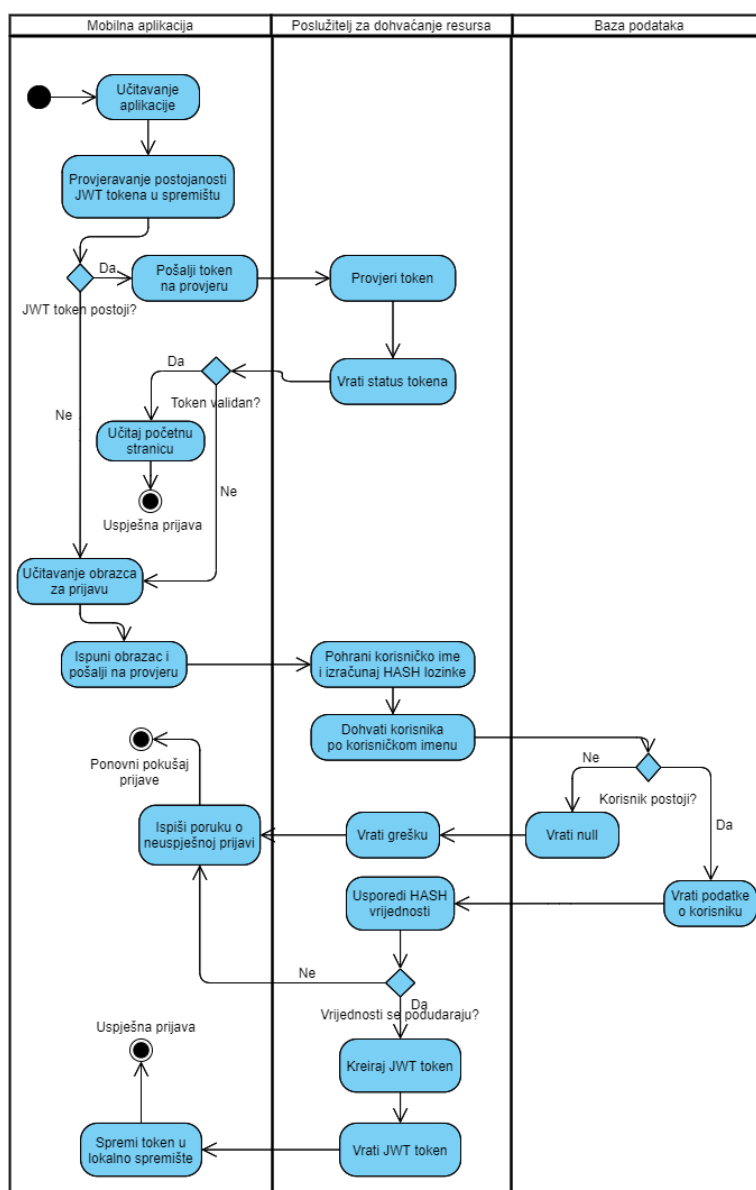 Mobilna aplikacija
Poslužitelj za dohvaćanje resursa
Baza podataka
Učitavanje
aplikacije
Provjeravanje postojanosti
JWT tokena u spremištu
Da
JWT token postoji?
Pošalji token
na provjeru
Provjeri token
Vrati status tokena
Da
Token validan?
Ne
Učitaj početnu
stranicu
Ne
Uspješna prijava
Učitavanje obrazca
za prijavu
Ispuni obrazac i
pošalji na provjeru
Pohrani korisničko ime
i izračunaj HASH lozinke
Dohvati korisnika
po korisničkom imenu
Ne
Korisnik postoji?
Da
Ponovni pokušaj
prijave
Ispiši poruku o
neuspješnoj prijavi
Vrati grešku
Vrati null
Usporedi HASH
vrijednosti
Vrati podatke
o korisniku
Ne
Da
Vrijednosti se podudaraju?
Uspješna prijava
Kreiraj JWT token
Spremi token u
lokalno spremište
Vrati JWT token